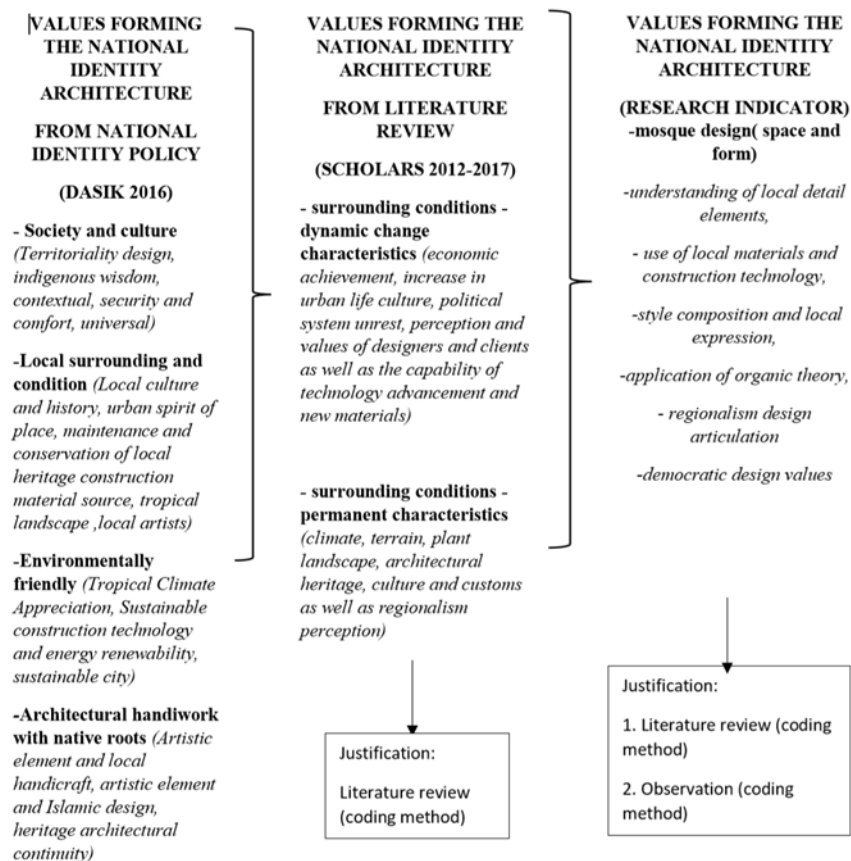 VALUES FORMING
THE NATIONAL
IDENTITY
ARCHITECTURE
FROM NATIONAL
IDENTITY POLICY
(DASIK 2016)
- Society and culture
(Territoriality design,
indigenous wisdom,
contextual, security and
comfort, universal)
-Local surrounding and
condition (Local culture
and history, urban spirit of
place, maintenance and
conservation of local
heritage construction
material source, tropical
landscape ,local artists)
-Environmentally
friendly (Tropical Climate
Appreciation, Sustainable
construction technology
and energy renewability,
sustainable city)
-Architectural handiwork
with native roots (Artistic
element and local
handicraft, artistic element
and Islamic design,
heritage architectural
continuity)
VALUES FORMING THE
NATIONAL IDENTITY
ARCHITECTURE
FROM LITERATURE
REVIEW
(SCHOLARS 2012-2017)
- surrounding conditions -
dynamic change
characteristics (economic
achievement, increase in
urban life culture, political
system unrest, perception and
values of designers and clients
as well as the capability of
technology advancement and
new materials)
- surrounding conditions -
permanent characteristics
(climate, terrain, plant
landscape, architectural
heritage, culture and customs
as well as regionalism
perception)
Justification:
Literature review
(coding method)
VALUES FORMING THE
NATIONAL IDENTITY
ARCHITECTURE
(RESEARCH INDICATOR)
-mosque design( space and
form)
-understanding of local detail
elements,
- use of local materials and
construction technology,
-style composition and local
expression,
-application of organic theory,
- regionalism design
articulation
-democratic design values
Justification:
1. Literature review (coding
method)
2. Observation (coding
method)